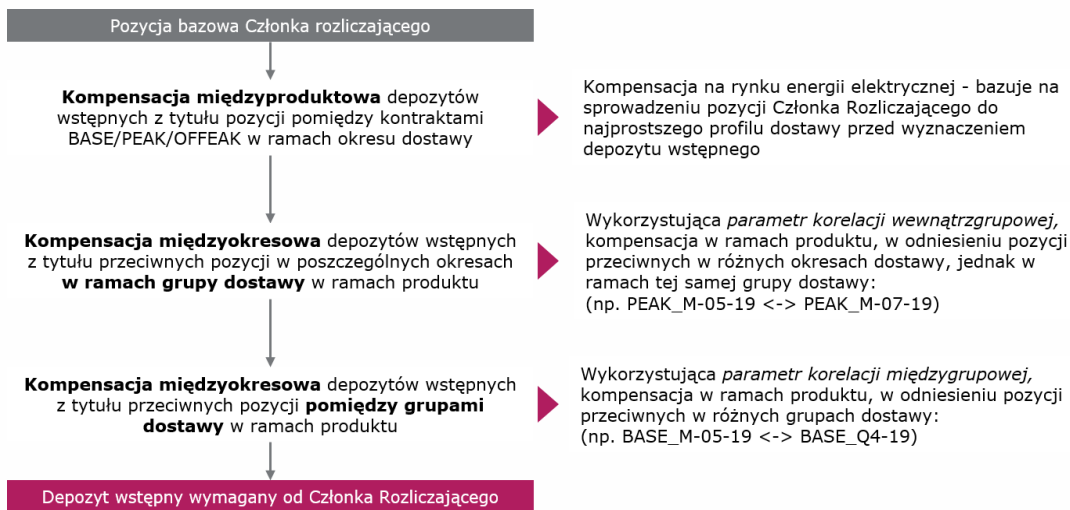 Pozycja bazowa Członka rozliczającego
Kompensacja międzyproduktowa depozytów
wstępnych z tytułu pozycji pomiędzy kontraktami
BASE/PEAK/OFFEAK w ramach okresu dostawy
Kompensacja na rynku energii elektrycznej - bazuje na
sprowadzeniu pozycji Członka Rozliczającego do
najprostszego profilu dostawy przed wyznaczeniem
depozytu wstępnego
Kompensacja międzyokresowa depozytów wstępnych
z tytułu przeciwnych pozycji w poszczególnych okresach
w ramach grupy dostawy w ramach produktu
Wykorzystująca parametr korelacji wewnątrzgrupowej,
kompensacja w ramach produktu, w odniesieniu pozycji
przeciwnych w różnych okresach dostawy, jednak w
ramach tej samej grupy dostawy:
(np. PEAK_M-05-19 <-> PEAK_M-07-19)
Kompensacja międzyokresowa depozytów wstępnych
z tytułu przeciwnych pozycji pomiędzy grupami
dostawy w ramach produktu
Wykorzystująca parametr korelacji międzygrupowej,
kompensacja w ramach produktu, w odniesieniu pozycji
przeciwnych w różnych grupach dostawy:
(np. BASE_M-05-19 <-> BASE_Q4-19)
Depozyt wstępny wymagany od Członka Rozliczającego